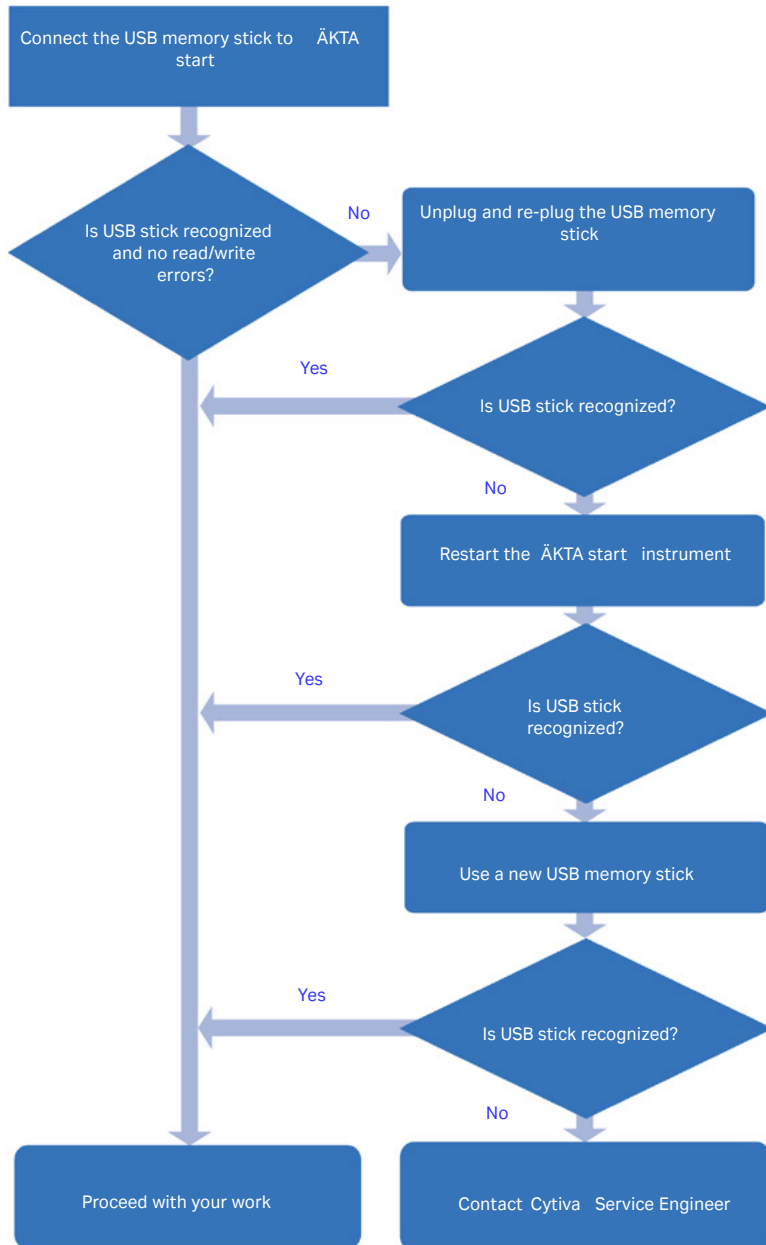 Connect the USB memory stick to ÄKTA
start
Is USB stick recognized
and no read/write
errors?
No
Unplug and re-plug the USB memory
stick
Yes
Is USB stick recognized?
No
Restart the ÄKTA start instrument
Yes
Is USB stick
recognized?
No
Use a new USB memory stick
Yes
Is USB stick recognized?
No
Proceed with your work
Contact Cytiva Service Engineer